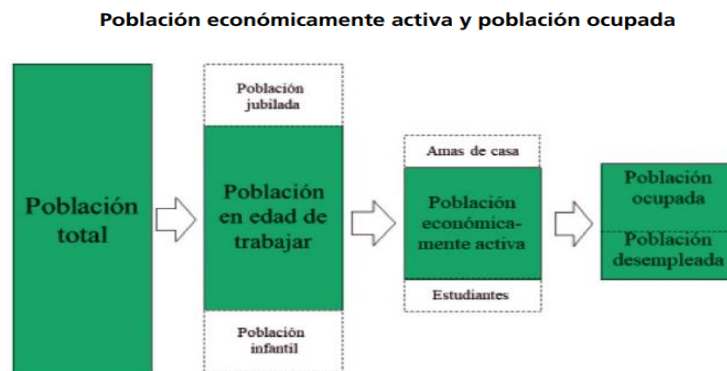 Población económicamente activa y población ocupada
Población
total
Población
jubilada
Población
en edad de
trabajar
Población
infantil
Amas de casa
Población
económica-
mente activa
Estudiantes
Población
ocupada
Población
desempleada